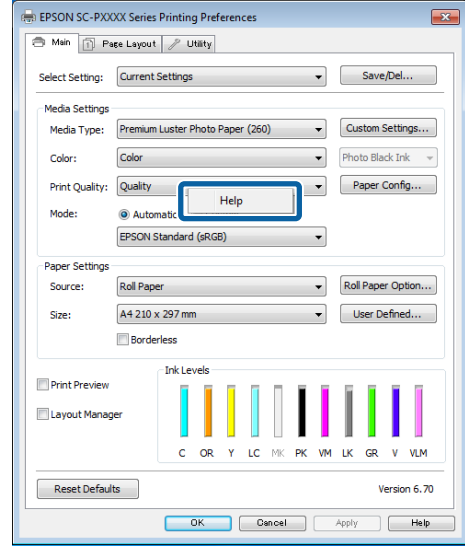 EPSON SC-PXXXX Series Printing Preferences
Main Page Layout Utility
Select Setting: Current Settings Save/Del...
Media Settings
Media Type: Premium Luster Photo Paper (260) Custom Settings...
Color: Color Photo Black Ink
Print Quality: Quality Paper Config...
Help
Mode: Automatic
EPSON Standard (sRGB)
Paper Settings
Source: Roll Paper Roll Paper Option...
Size: A4 210 x 297 mm User Defined...
Borderless
Ink Levels
Print Preview
Layout Manager
C OR Y LC MK PK VM LK GR V VLM
Reset Defaults Version 6.70
OK Cancel Apply Help